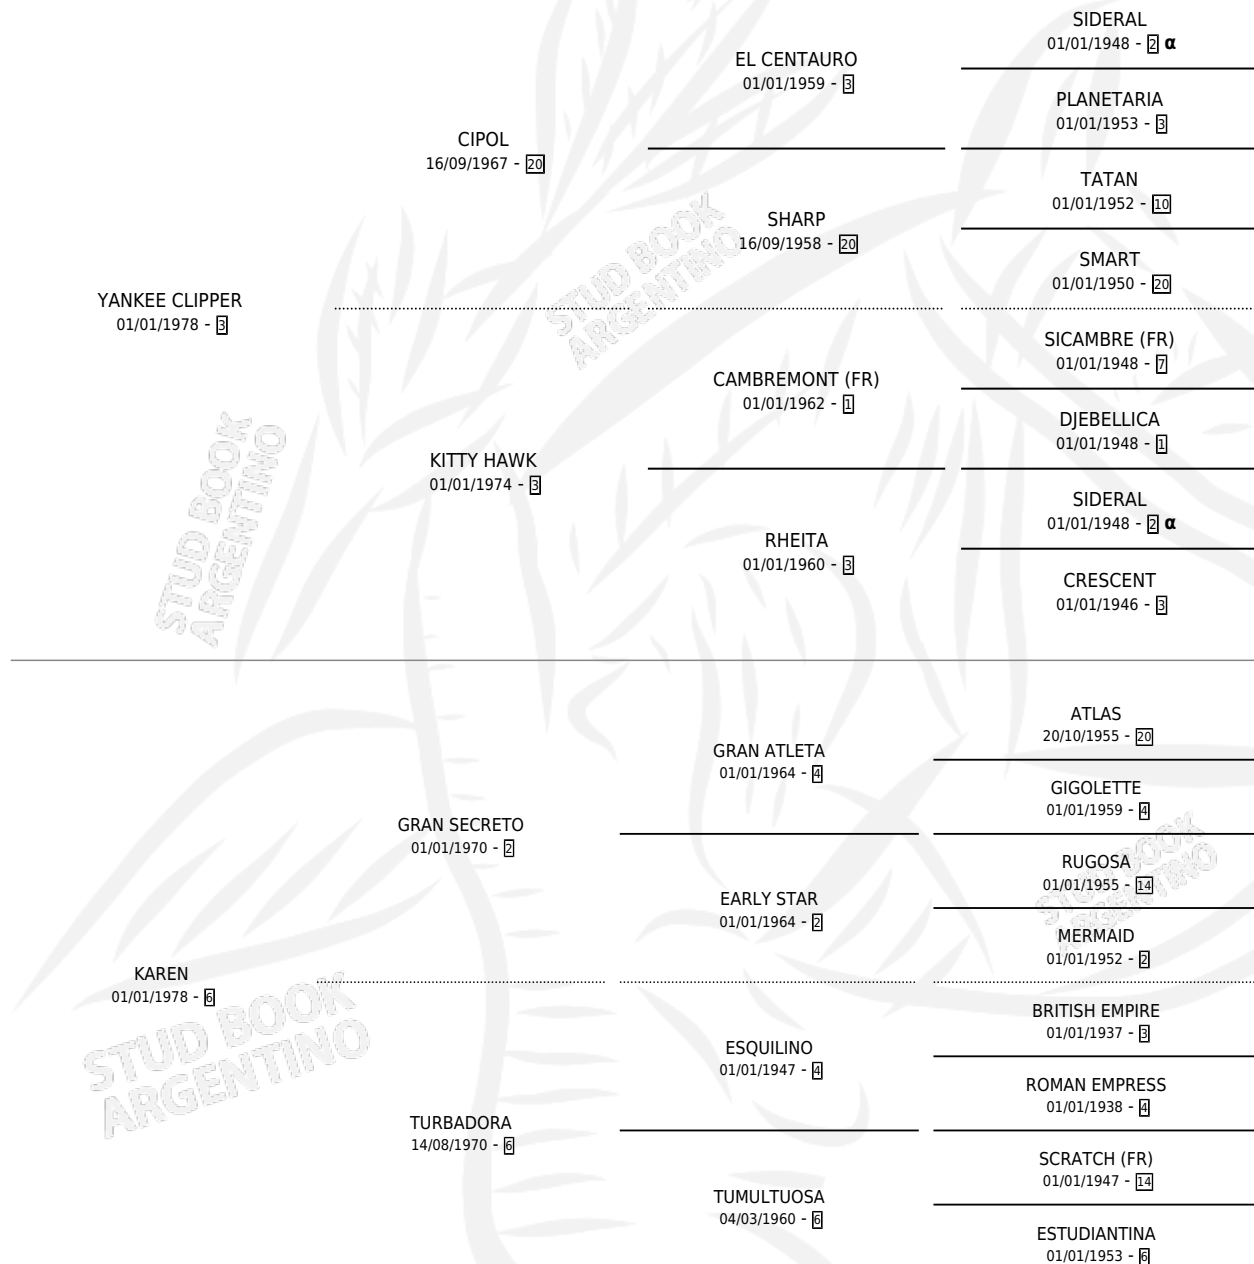 SIDERAL
01/01/1948 - 2 α
EL CENTAURO
01/01/1959 - 3
PLANETARIA
01/01/1953 - 3
CIPOL
16/09/1967 - 20
TATAN
01/01/1952 - 10
SHARP
16/09/1958 - 20
SMART
01/01/1950 - 20
YANKEE CLIPPER
01/01/1978 - 3
SICAMBRE (FR)
01/01/1948 - 7
CAMBREMONT (FR)
01/01/1962 - 1
DJEBELLICA
01/01/1948 - 1
KITTY HAWK
01/01/1974 - 3
SIDERAL
01/01/1948 - 2 α
RHEITA
01/01/1960 - 3
CRESCENT
01/01/1946 - 3
STUD BOOK
ARGENTINO
STUD BOOK
ARGENTINO
ATLAS
20/10/1955 - 20
GRAN ATLETA
01/01/1964 - 4
GIGOLETTE
01/01/1959 - 4
GRAN SECRETO
01/01/1970 - 2
RUGOSA
01/01/1955 - 14
EARLY STAR
01/01/1964 - 2
MERMAID
01/01/1952 - 2
STUD BOOK
ARGENTINO
KAREN
01/01/1978 - 6
BRITISH EMPIRE
01/01/1937 - 3
ESQUILINO
01/01/1947 - 4
ROMAN EMPRESS
01/01/1938 - 4
STUD BOOK
ARGENTINO
TURBADORA
14/08/1970 - 6
SCRATCH (FR)
01/01/1947 - 14
TUMULTUOSA
04/03/1960 - 6
ESTUDIANTINA
01/01/1953 - 6